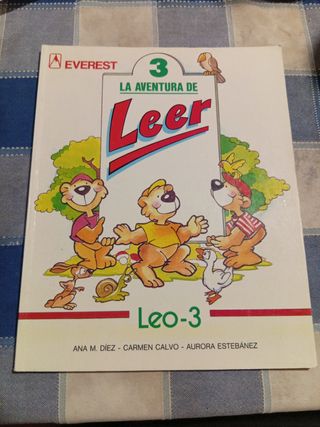 EVEREST
3
LA AVENTURA DE
Leer
Leo-3
ANA M. DÍEZ - CARMEN CALVO - AURORA ESTEBÁNEZ